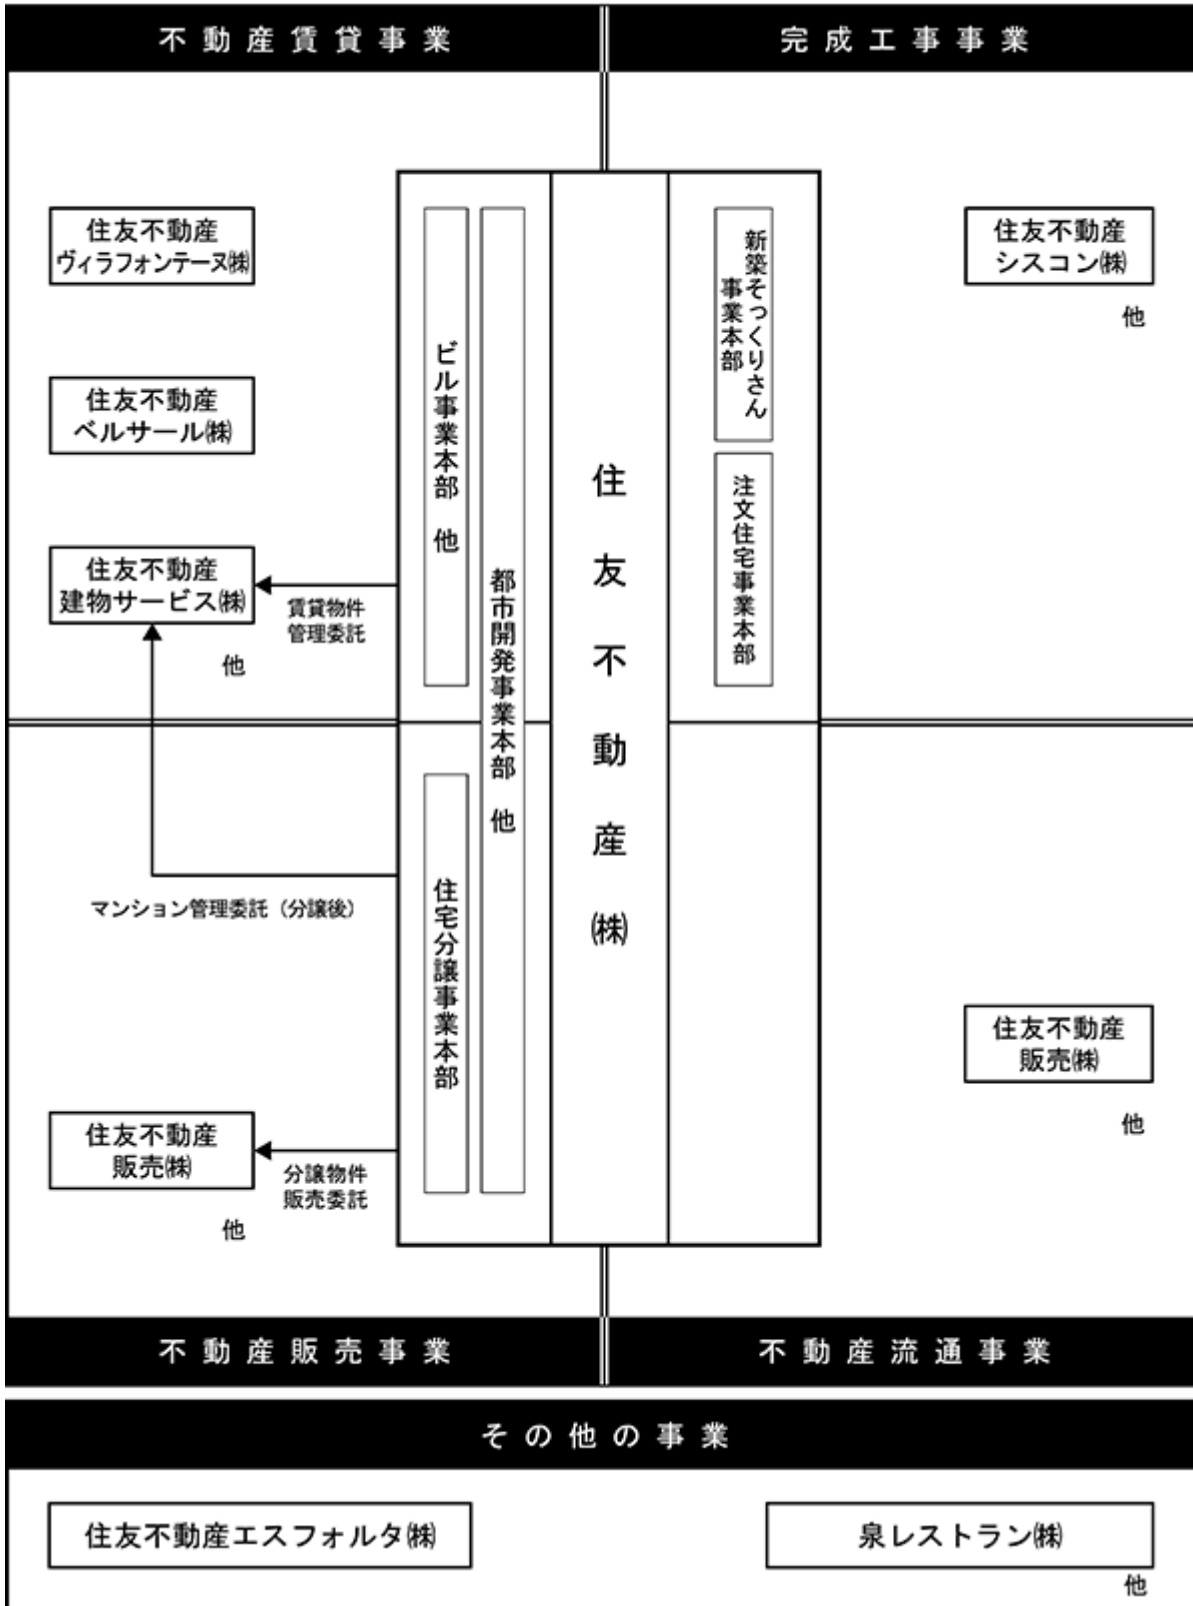 不動産賃貸事業
完成工事事業
住友不動産
ヴィラフォンテーヌ㈱
住友不動産
ベルサール㈱
住友不動産
建物サービス㈱
他
賃貸物件
管理委託
マンション管理委託（分譲後）
住友不動産
販売㈱
他
分譲物件
販売委託
ビル事業本部　他
都市開発事業本部　他
住宅分譲事業本部
住友不動産㈱
新築そっくりさん
事業本部
注文住宅事業本部
住友不動産
シスコン㈱
他
住友不動産
販売㈱
他
不動産販売事業
不動産流通事業
その他の事業
住友不動産エスフォルタ㈱
泉レストラン㈱
他